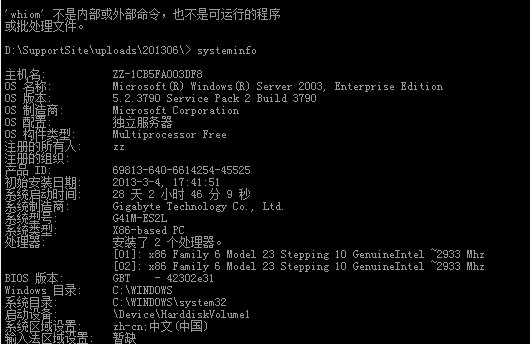 'whiom' 不是内部或外部命令，也不是可运行的程序
或批处理文件。
D:\SupportSite\uploads\201306\> systeminfo
主机名: ZZ-1CB5FA003DF8
OS 名称: Microsoft(R) Windows(R) Server 2003, Enterprise Edition
OS 版本: 5.2.3790 Service Pack 2 Build 3790
OS 制造商: Microsoft Corporation
OS 配置: 独立服务器
OS 构件类型: Multiprocessor Free
注册的所有人: zz
注册的组织:
产品 ID: 69813-640-6614254-45525
初始安装日期: 2013-3-4, 17:41:51
系统启动时间: 28 天 2 小时 46 分 9 秒
系统制造商: Gigabyte Technology Co., Ltd.
系统型号: G41M-ES2L
系统类型: X86-based PC
处理器: 安装了 2 个处理器。
[01]: x86 Family 6 Model 23 Stepping 10 GenuineIntel ~2933 Mhz
[02]: x86 Family 6 Model 23 Stepping 10 GenuineIntel ~2933 Mhz
BIOS 版本: GBT - 42302e31
Windows 目录: C:\WINDOWS
系统目录: C:\WINDOWS\system32
启动设备: \Device\HarddiskVolume1
系统区域设置: zh-cn;中文(中国)
输入法区域设置: 暂缺